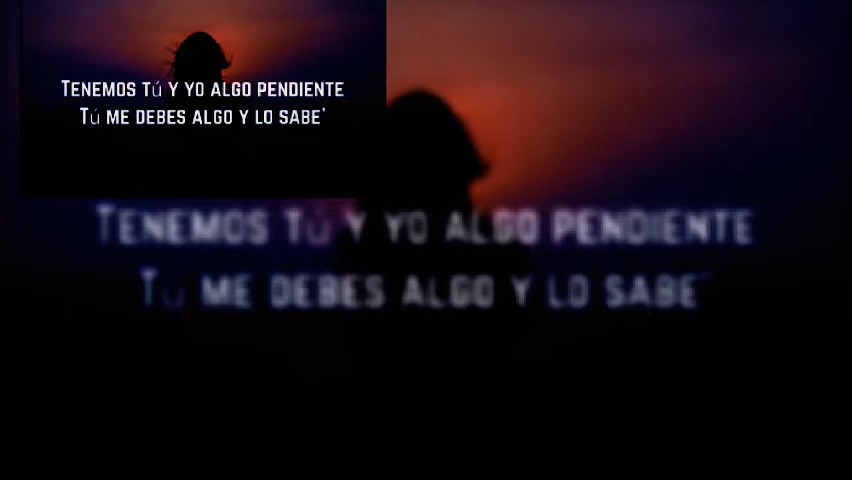 TENEMOS TÚ Y YO ALGO PENDIENTE
TÚ ME DEBES ALGO Y LO SABE'
TENEMOS TÚ Y YO ALGO PENDIENTE
TÚ ME DEBES ALGO Y LO SABE'